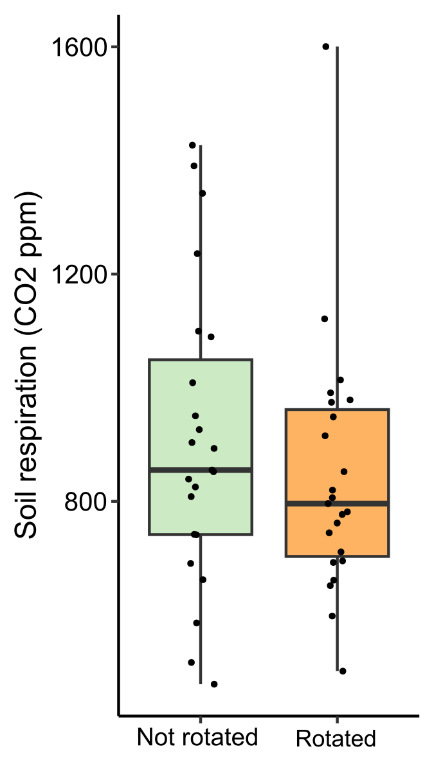 Soil respiration (CO2 ppm)
1600
1200
800
Not rotated
Rotated